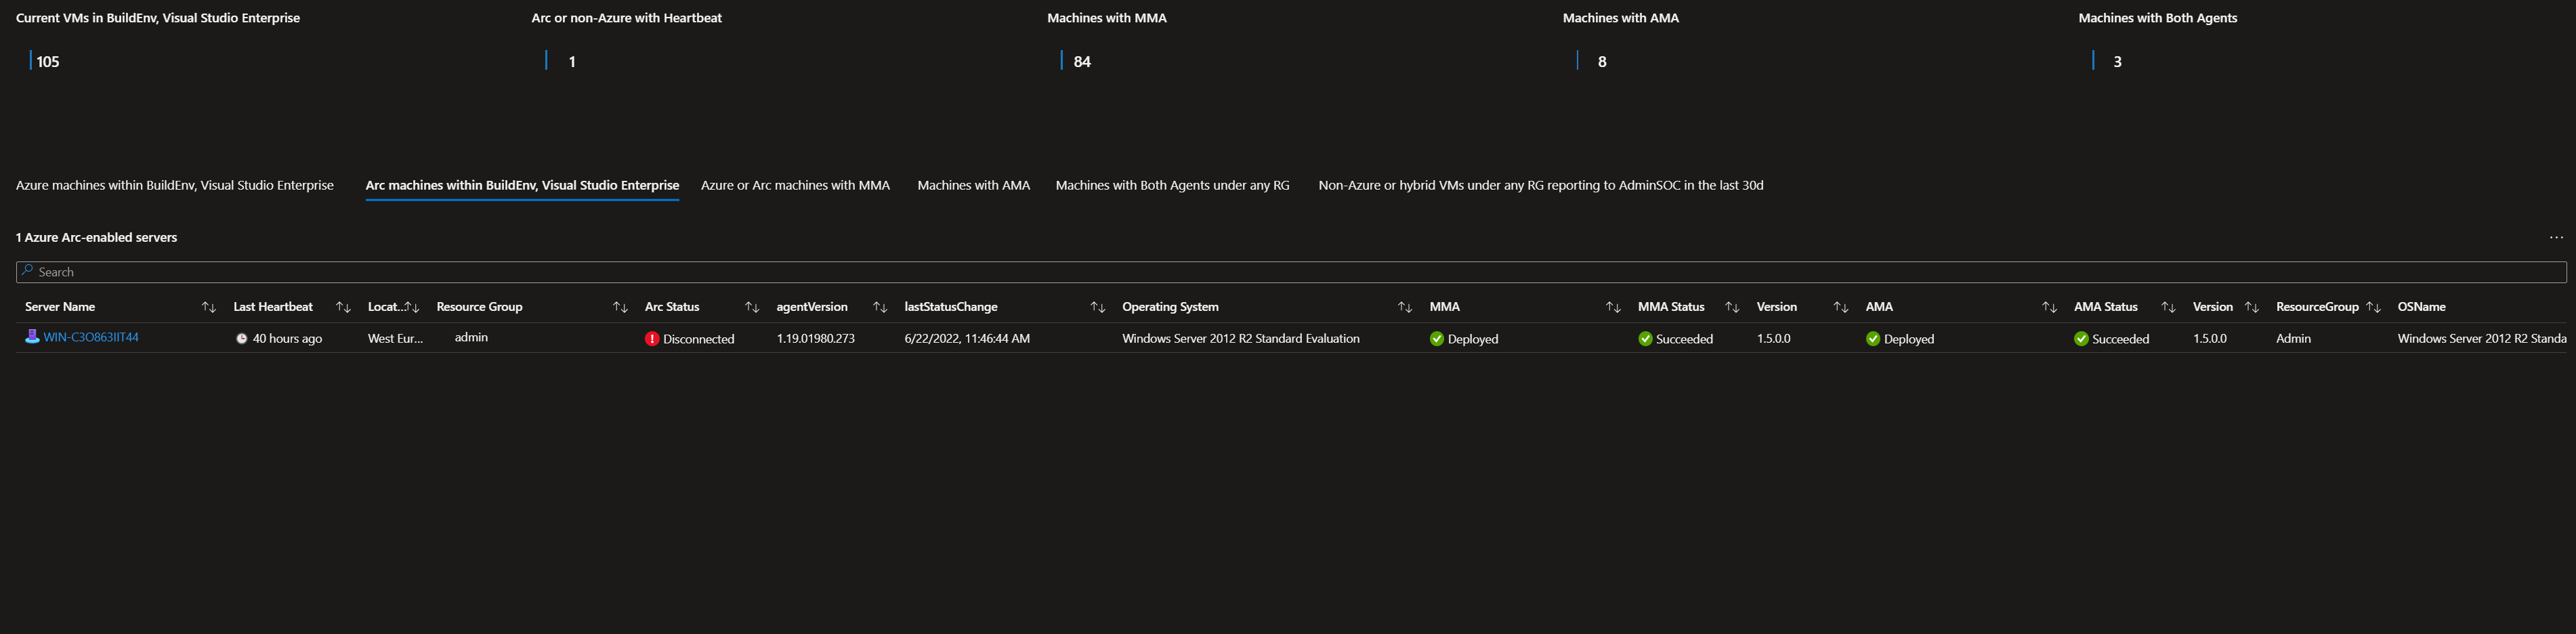 Current VMs in BuildEnv, Visual Studio Enterprise Arc or non-Azure with Heartbeat Machines with MMA Machines with AMA Machines with Both Agents
105 1 84 8 3
Azure machines within BuildEnv, Visual Studio Enterprise Arc machines within BuildEnv, Visual Studio Enterprise Azure or Arc machines with MMA Machines with AMA Machines with Both Agents under any RG Non-Azure or hybrid VMs under any RG reporting to AdminSOC in the last 30d
1 Azure Arc-enabled servers ...
Search
Server Name Last Heartbeat Locat... Resource Group Arc Status agentVersion lastStatusChange Operating System MMA MMA Status Version AMA AMA Status Version ResourceGroup OSName
WIN-C3O863IIT44 40 hours ago West Eur... admin Disconnected 1.19.01980.273 6/22/2022, 11:46:44 AM Windows Server 2012 R2 Standard Evaluation Deployed Succeeded 1.5.0.0 Deployed Succeeded 1.5.0.0 Admin Windows Server 2012 R2 Standa